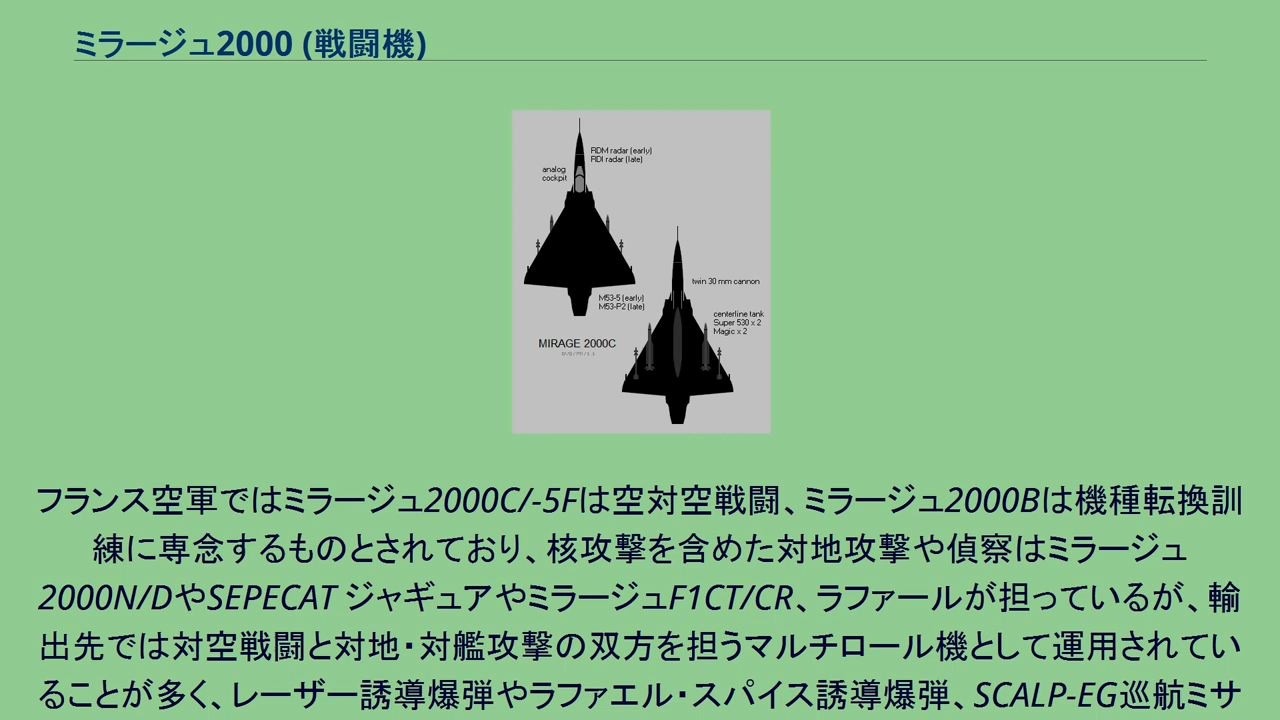 ミラージュ2000 (戦闘機)
RDM radar (early)
RDI radar (late)
analog
cockpit
twin 30 mm cannon
M53-5 (early)
M53-P2 (late)
centerline tank
Super 530 x 2
Magic x 2
MIRAGE 2000C
フランス空軍ではミラージュ2000C/-5Fは空対空戦闘、ミラージュ2000Bは機種転換訓
練に専念するものとされており、核攻撃を含めた対地攻撃や偵察はミラージュ
2000N/DやSEPECAT ジャギュアやミラージュF1CT/CR、ラファールが担っているが、輸
出先では対空戦闘と対地・対艦攻撃の双方を担うマルチロール機として運用されてい
ることが多く、レーザー誘導爆弾やラファエル・スパイス誘導爆弾、SCALP-EG巡航ミサ